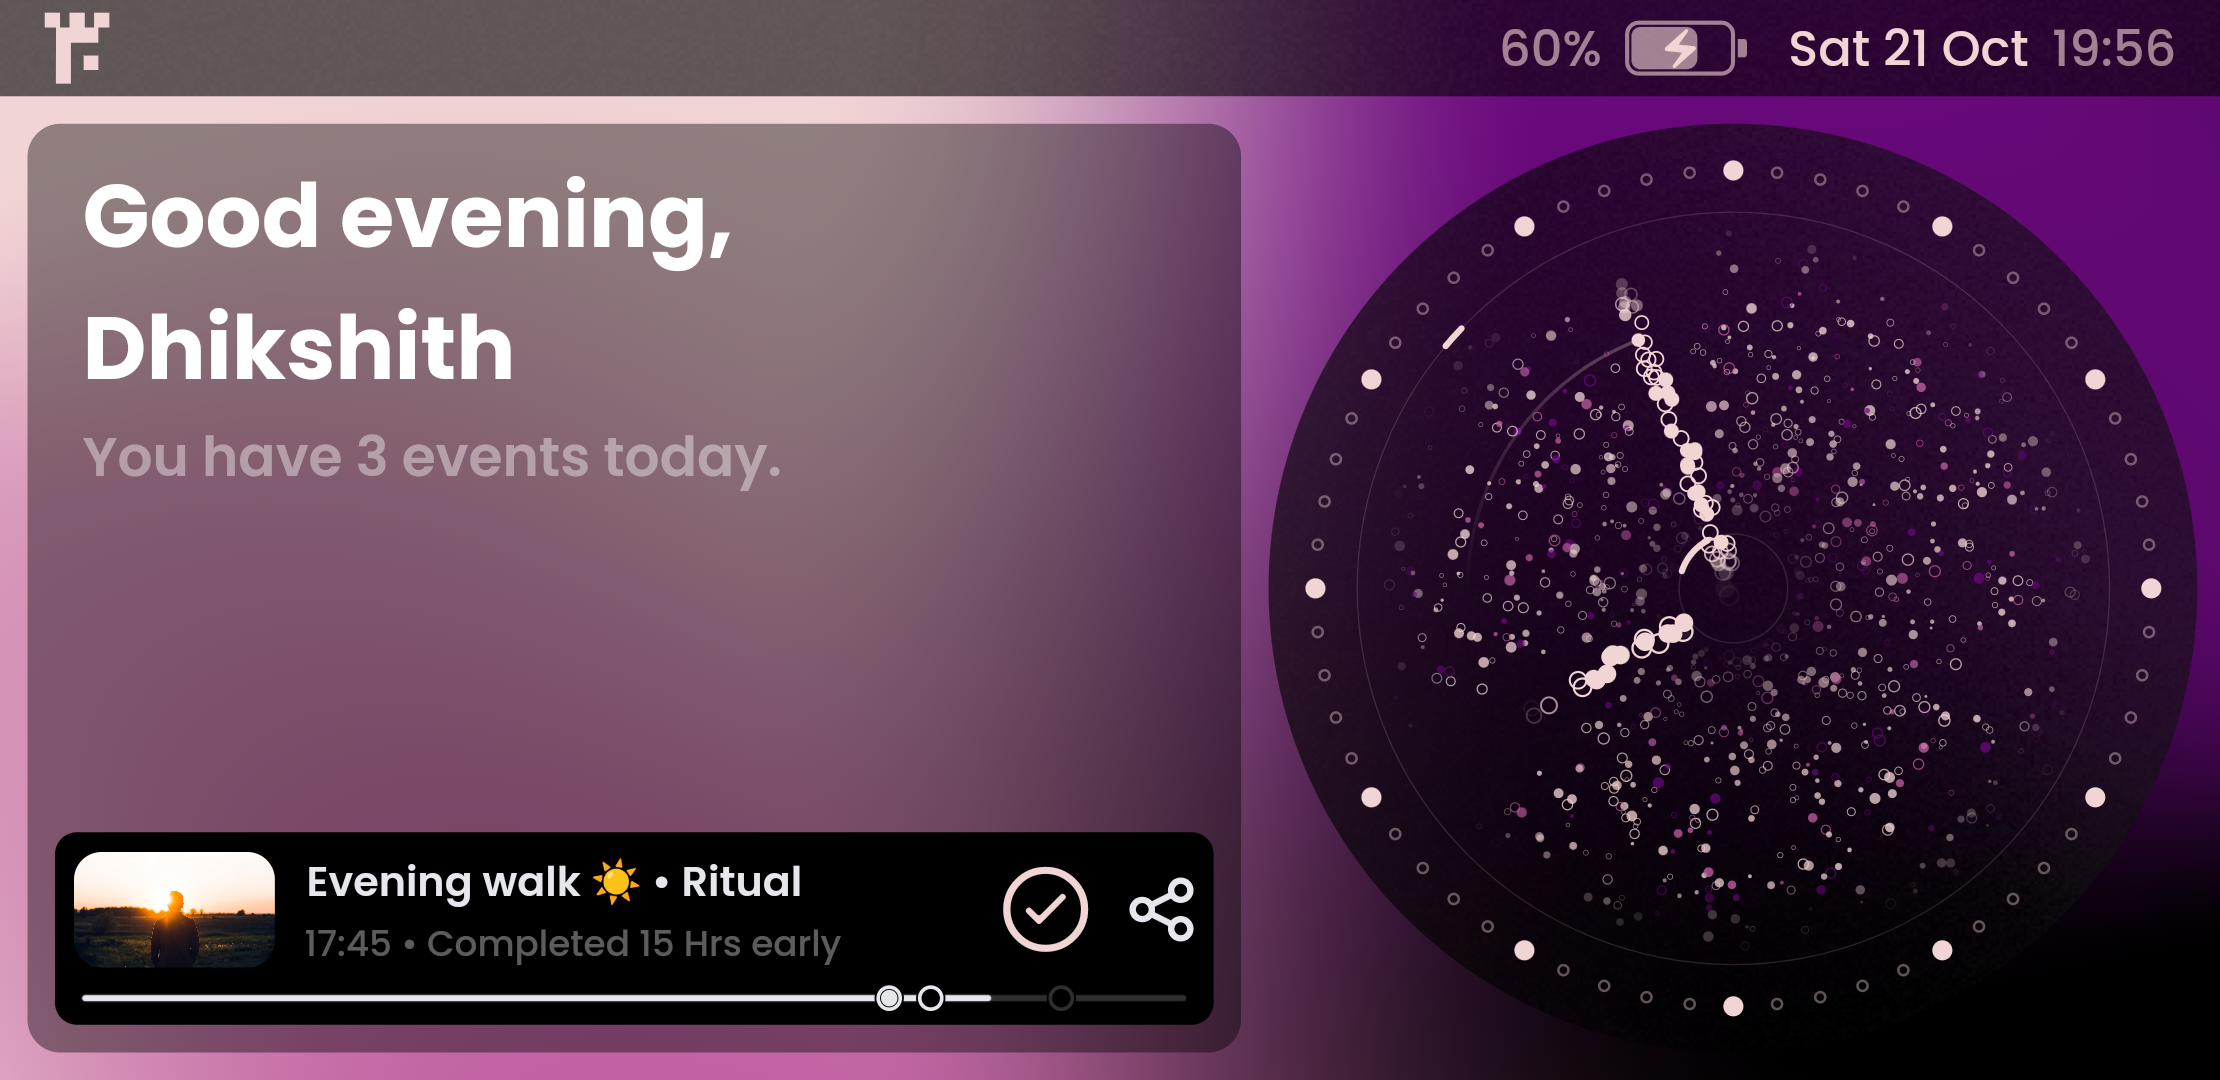 60% Sat 21 Oct 19:56
Good evening,
Dhikshith
You have 3 events today.
Evening walk ☀️ • Ritual
17:45 • Completed 15 Hrs early